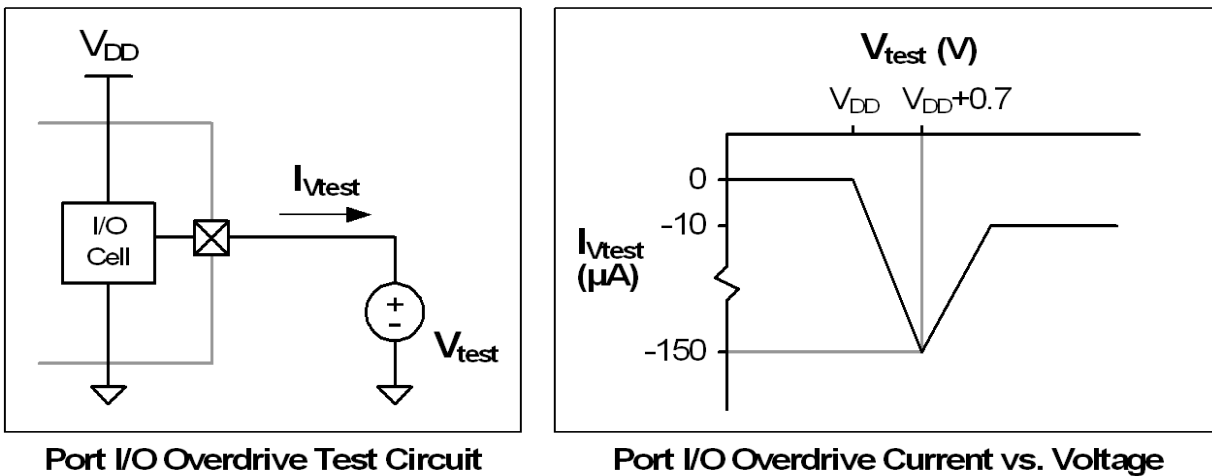 VDD
I/O
Cell
IVtest
+
-
Vtest
Port I/O Overdrive Test Circuit
Vtest (V)
VDD VDD+0.7
0
-10
IVtest
(µA)
-150
Port I/O Overdrive Current vs. Voltage